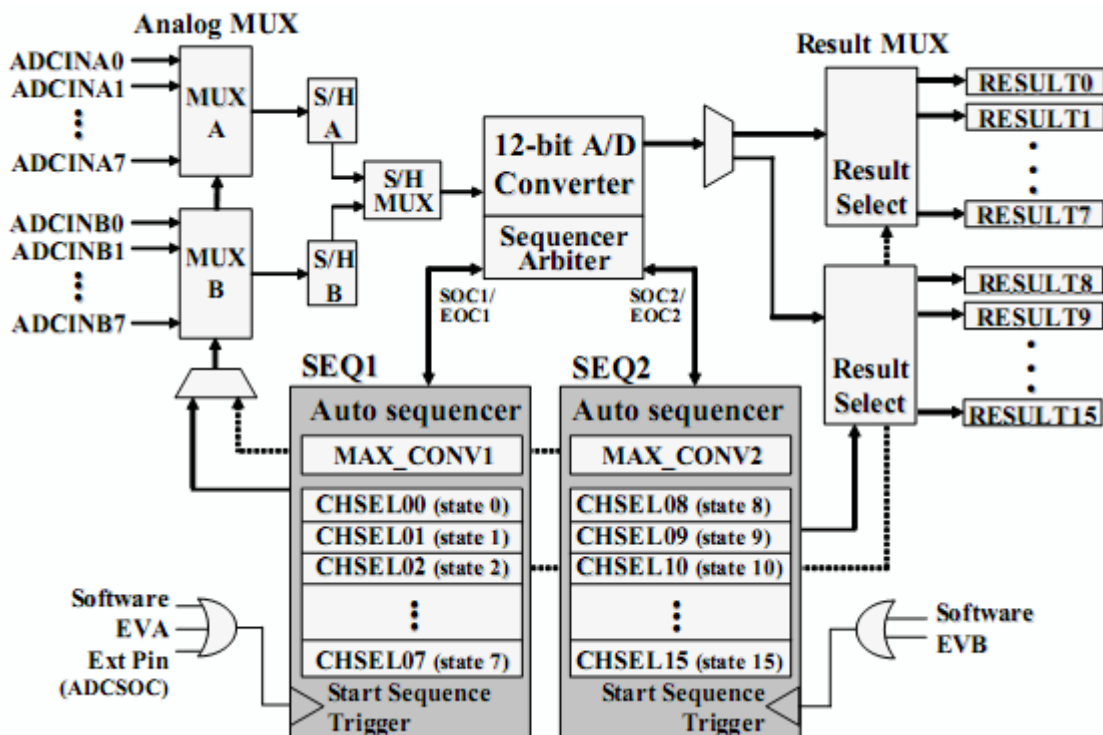 Analog MUX
ADCINA0
ADCINA1
ADCINA7
MUX
A
S/H
A
ADCINB0
ADCINB1
ADCINB7
MUX
B
S/H
B
S/H
MUX
12-bit A/D
Converter
Sequencer
Arbiter
SOC1/
EOC1
SOC2/
EOC2
Result MUX
Result
Select
RESULT0
RESULT1
RESULT7
Result
Select
RESULT8
RESULT9
RESULT15
SEQ1
Auto sequencer
MAX_CONV1
CHSEL00 (state 0)
CHSEL01 (state 1)
CHSEL02 (state 2)
CHSEL07 (state 7)
Start Sequence
Trigger
SEQ2
Auto sequencer
MAX_CONV2
CHSEL08 (state 8)
CHSEL09 (state 9)
CHSEL10 (state 10)
CHSEL15 (state 15)
Start Sequence
Trigger
Software
EVA
Ext Pin
(ADCSOC)
Software
EVB